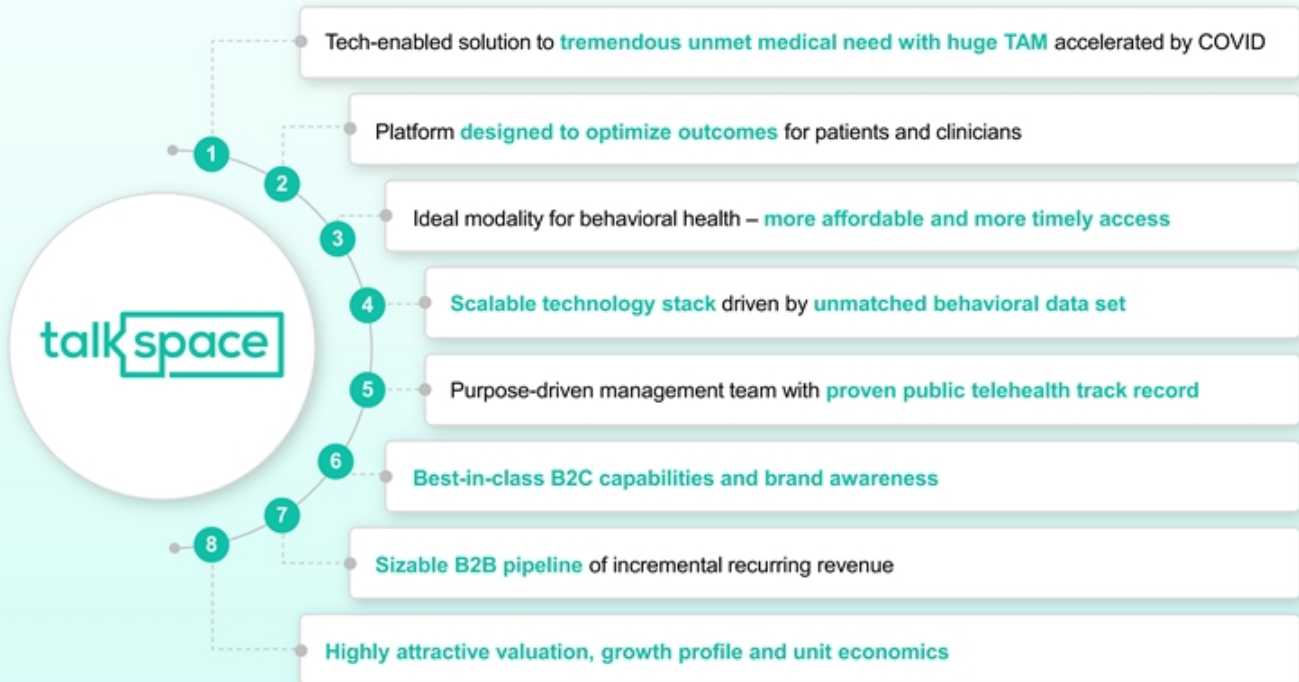 1
Tech-enabled solution to tremendous unmet medical need with huge TAM accelerated by COVID
2
Platform designed to optimize outcomes for patients and clinicians
3
Ideal modality for behavioral health – more affordable and more timely access
4
Scalable technology stack driven by unmatched behavioral data set
talkspace
5
Purpose-driven management team with proven public telehealth track record
6
Best-in-class B2C capabilities and brand awareness
7
Sizable B2B pipeline of incremental recurring revenue
8
Highly attractive valuation, growth profile and unit economics